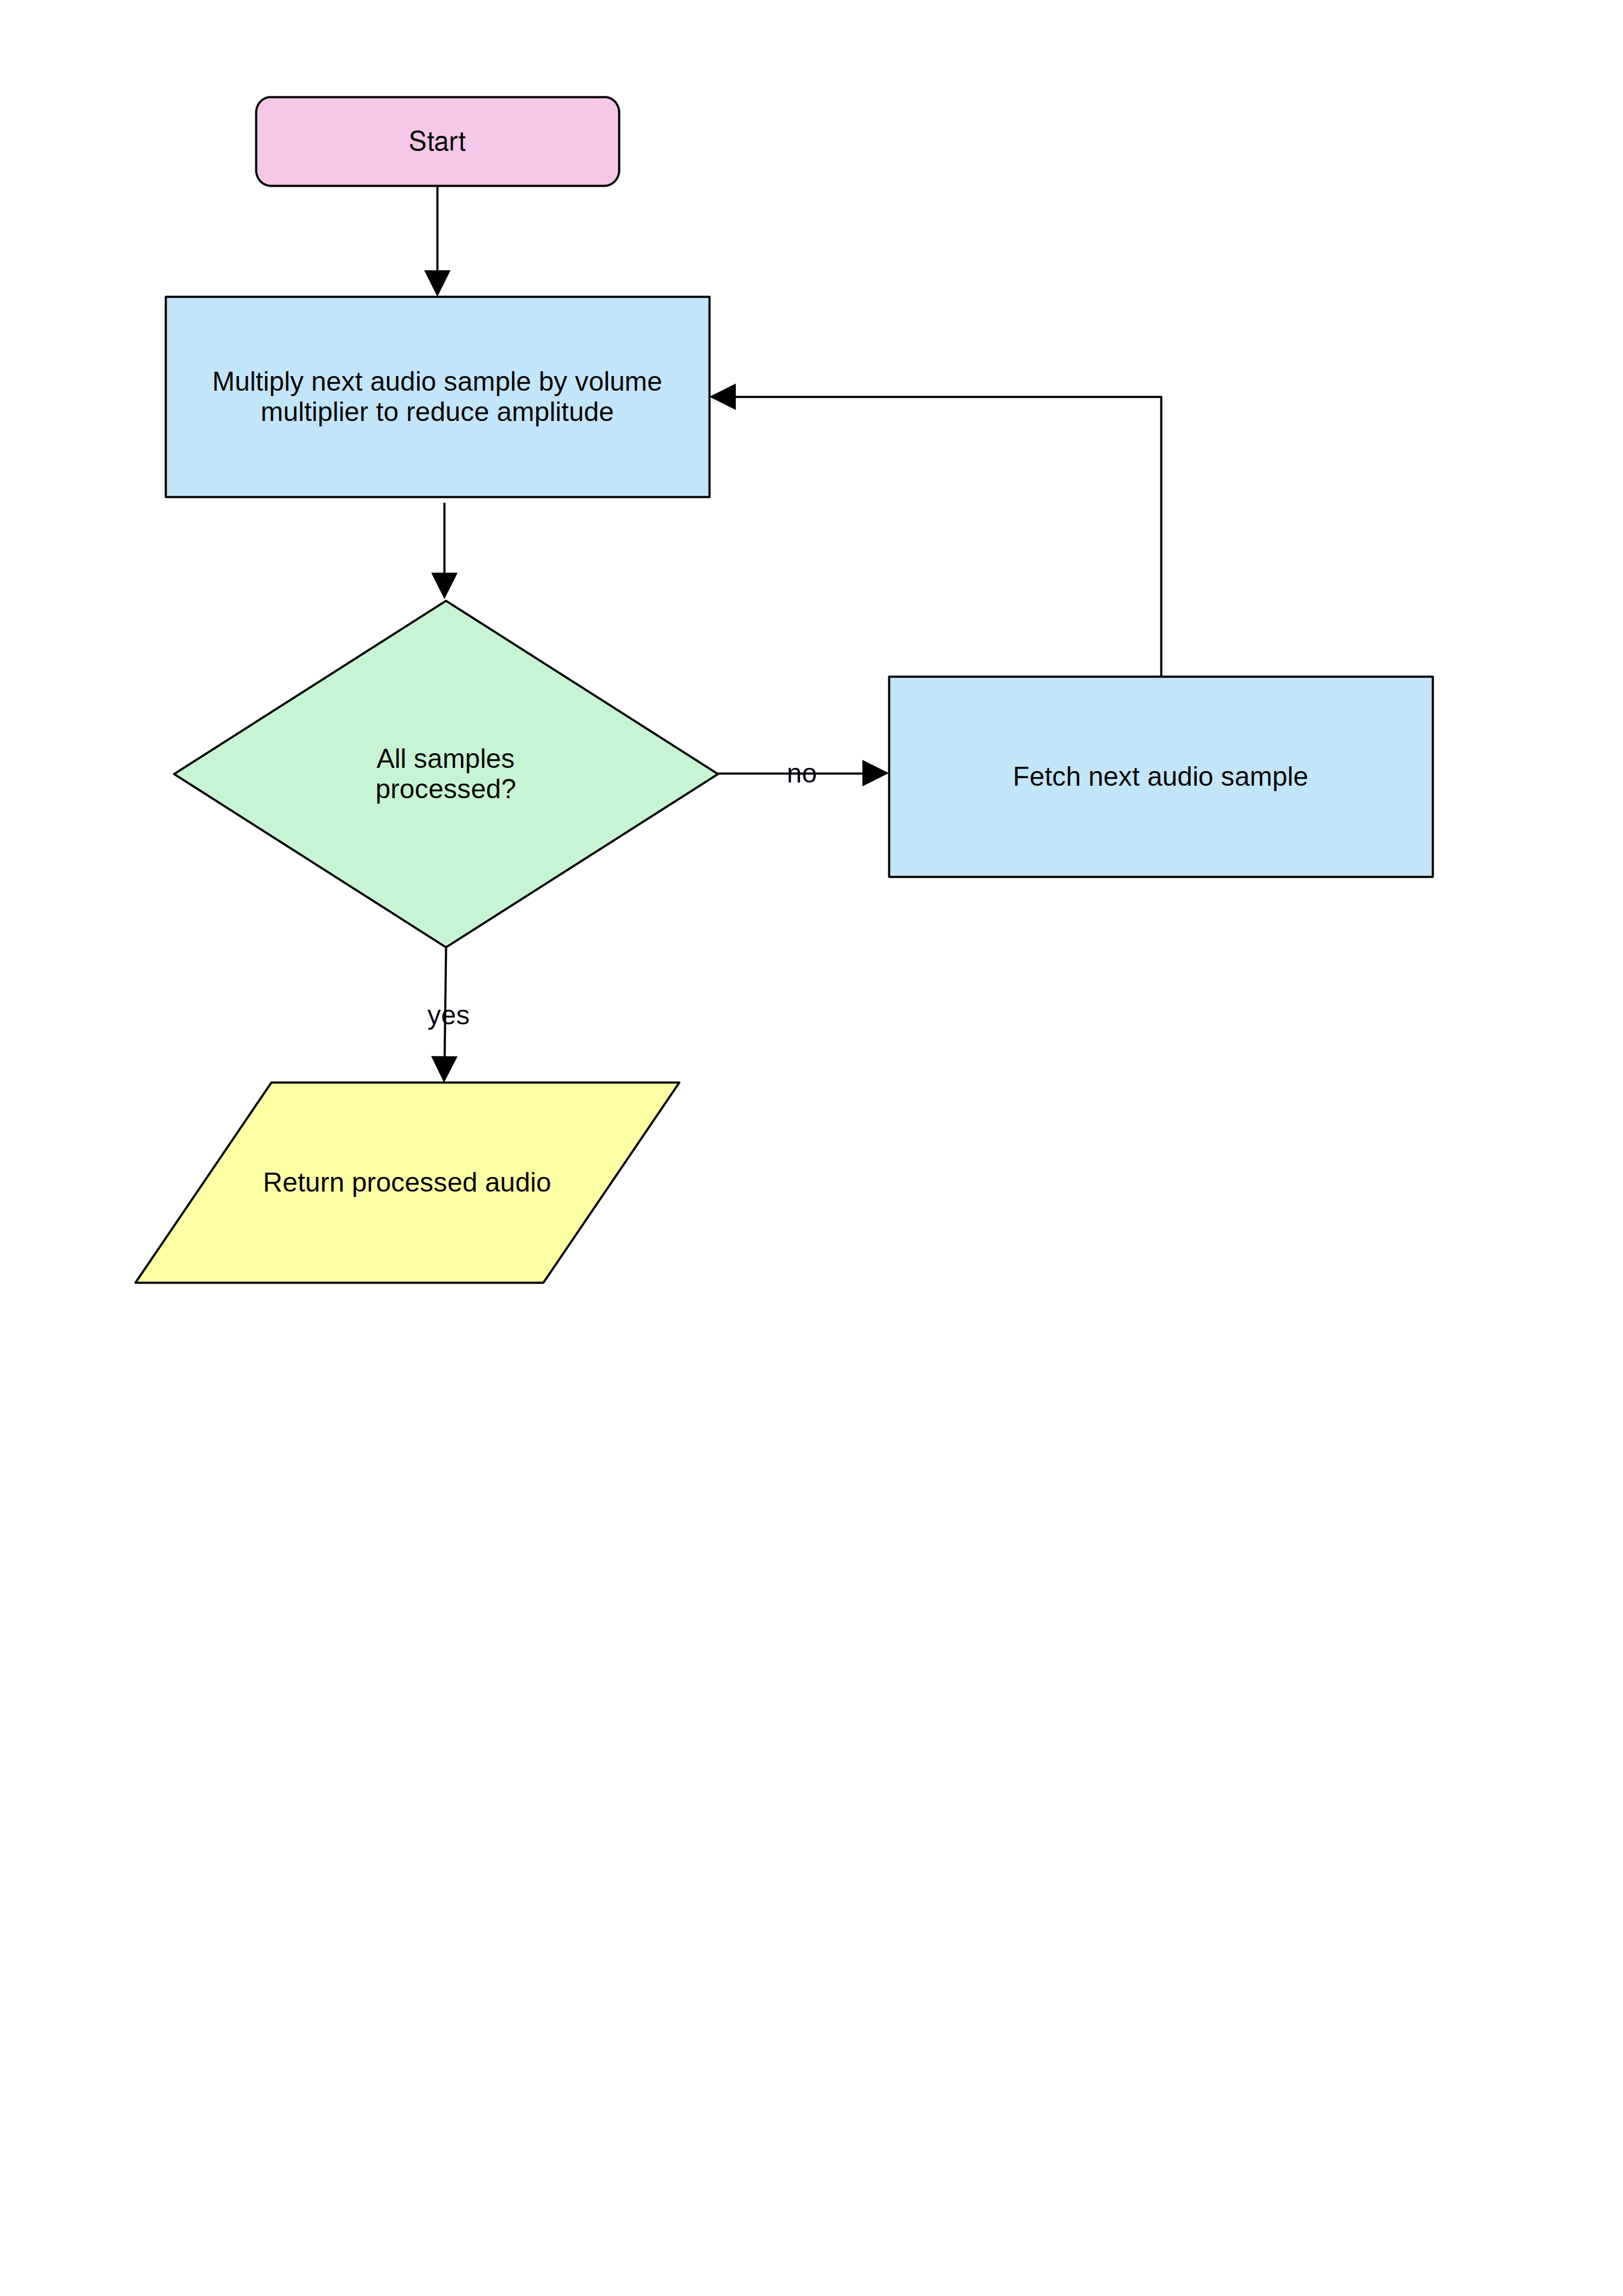 Start
Multiply next audio sample by volume
multiplier to reduce amplitude
All samples
processed?
no
Fetch next audio sample
yes
Return processed audio